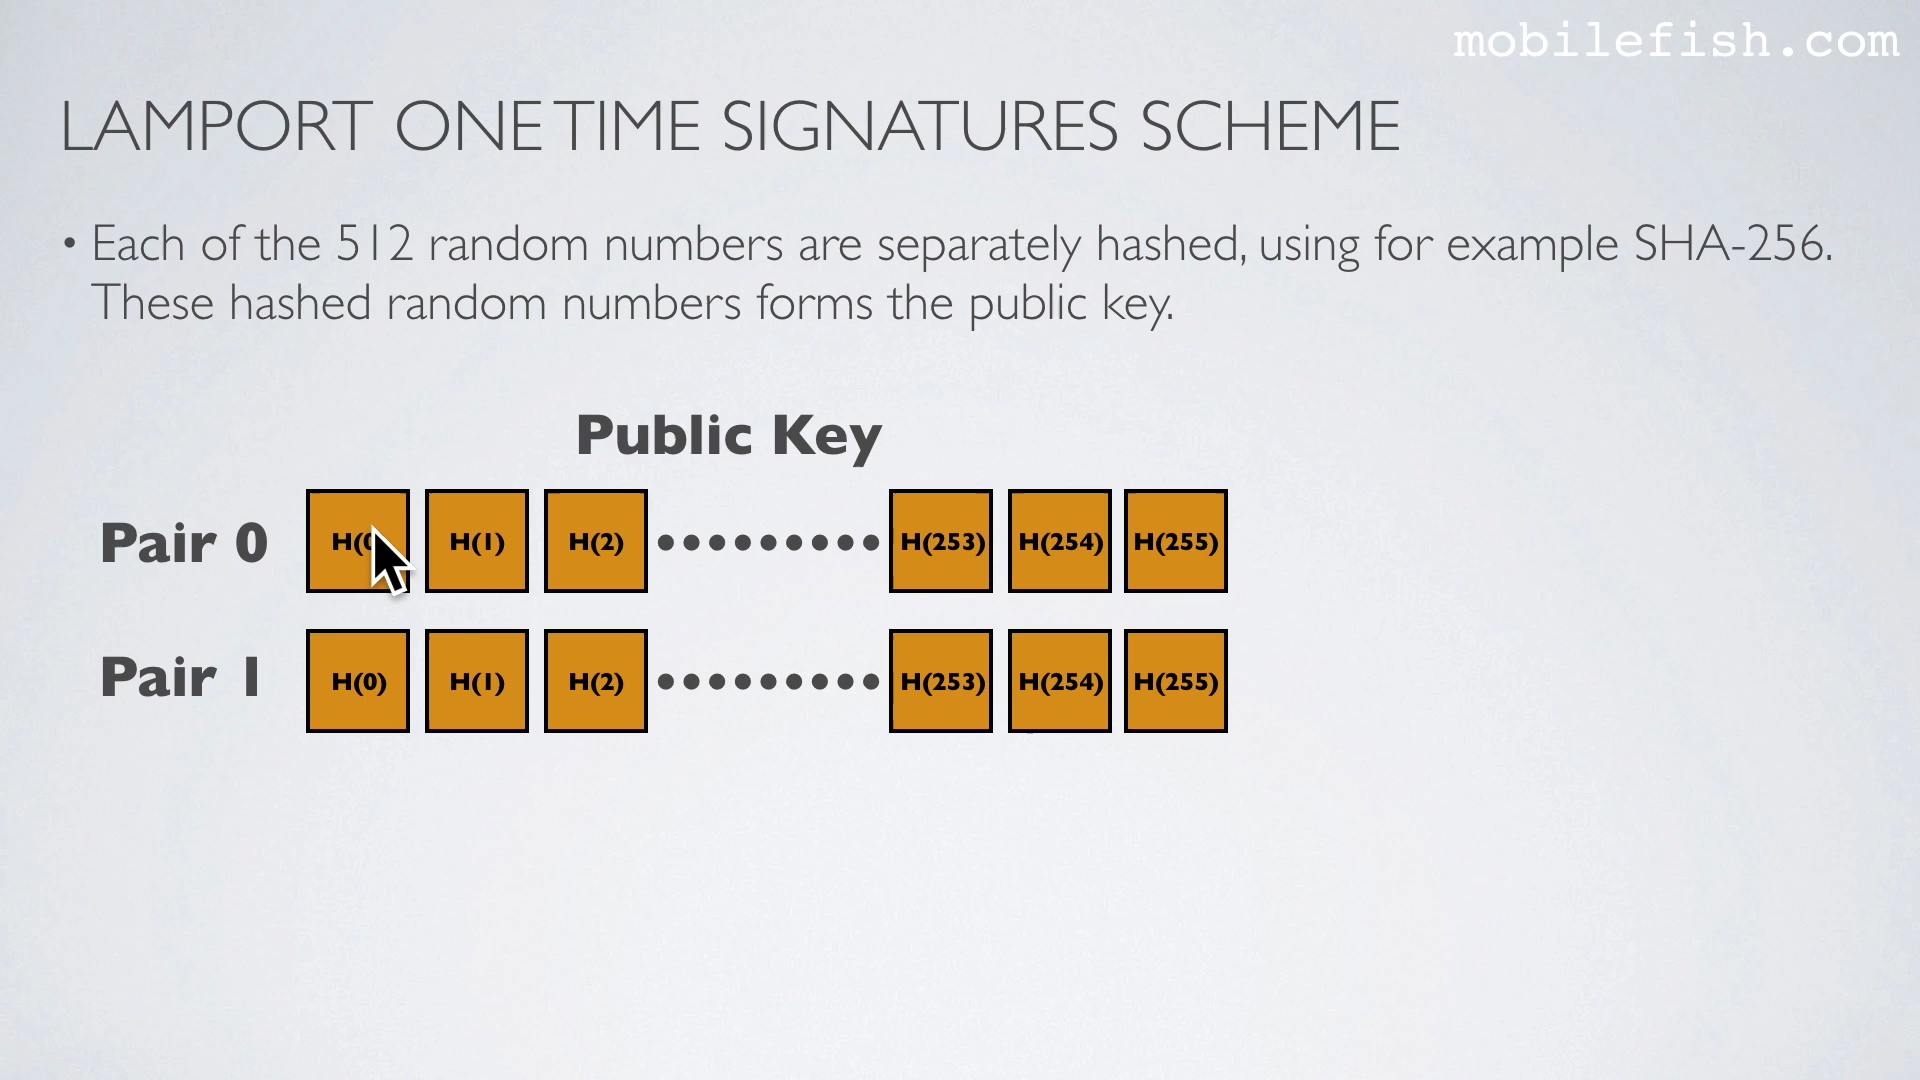 mobilefish.com
LAMPORT ONE TIME SIGNATURES SCHEME
• Each of the 512 random numbers are separately hashed, using for example SHA-256.
These hashed random numbers forms the public key.
Public Key
Pair 0 H(0 H(1) H(2) ••••••••• H(253) H(254) H(255)
Pair 1 H(0) H(1) H(2) ••••••••• H(253) H(254) H(255)